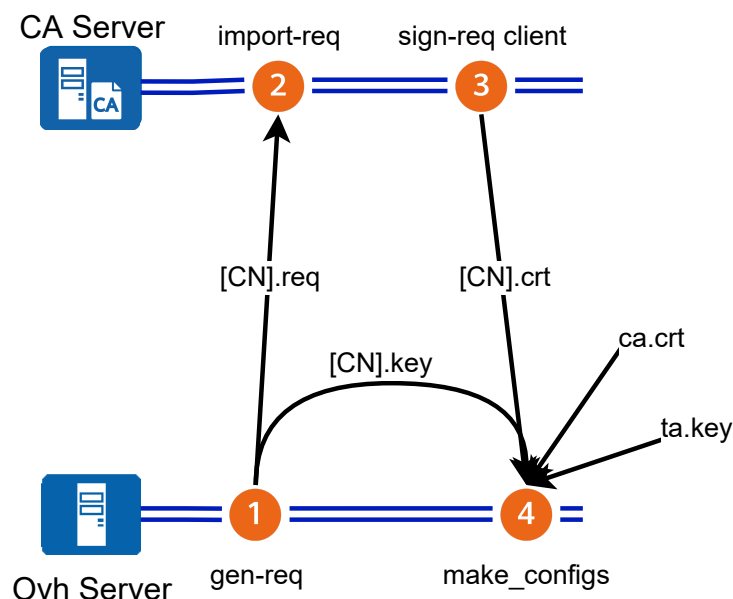 CA Server
import-req
sign-req client
CA
2
3
[CN].req
[CN].crt
ca.crt
[CN].key
ta.key
1
4
gen-req
make_configs
Ovh Server